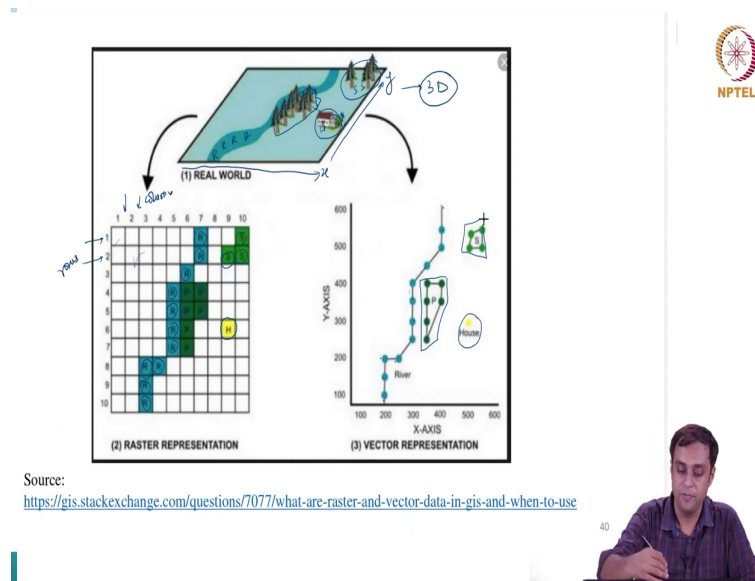 NPTEL
y → 3D
S S
R R R R
(1) REAL WORLD
x
column
1 2 3 4 5 6 7 8 9 10
rows
1 R S
2 R S S
3 R
4 R P P
5 R P P
6 R P H
7 R P
8 R R
9 R
10 R
(2) RASTER REPRESENTATION
600
500
400
300
200
100
Y-AXIS
S
P
House
River
100 200 300 400 500 600
X-AXIS
(3) VECTOR REPRESENTATION
Source:
https://gis.stackexchange.com/questions/7077/what-are-raster-and-vector-data-in-gis-and-when-to-use
40